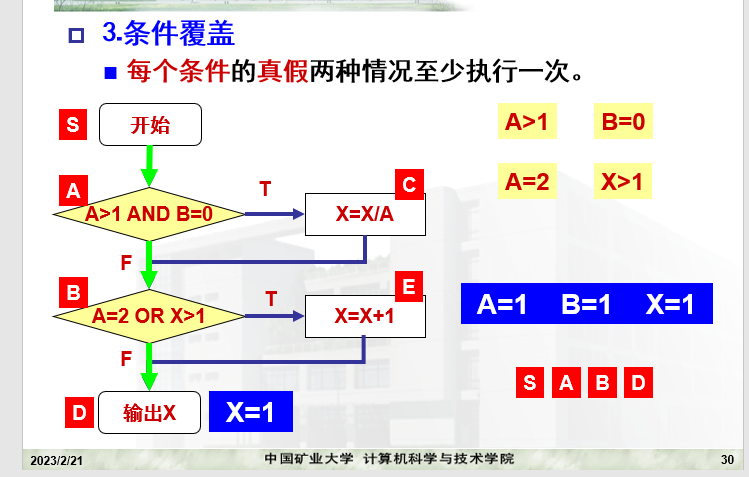 3.条件覆盖
每个条件的真假两种情况至少执行一次。
S 开始
A>1 B=0
A=2 X>1
A
A>1 AND B=0
T
C
X=X/A
F
B
A=2 OR X>1
T
E
X=X+1
A=1 B=1 X=1
F
S A B D
D 输出X X=1
2023/2/21 中国矿业大学 计算机科学与技术学院 30